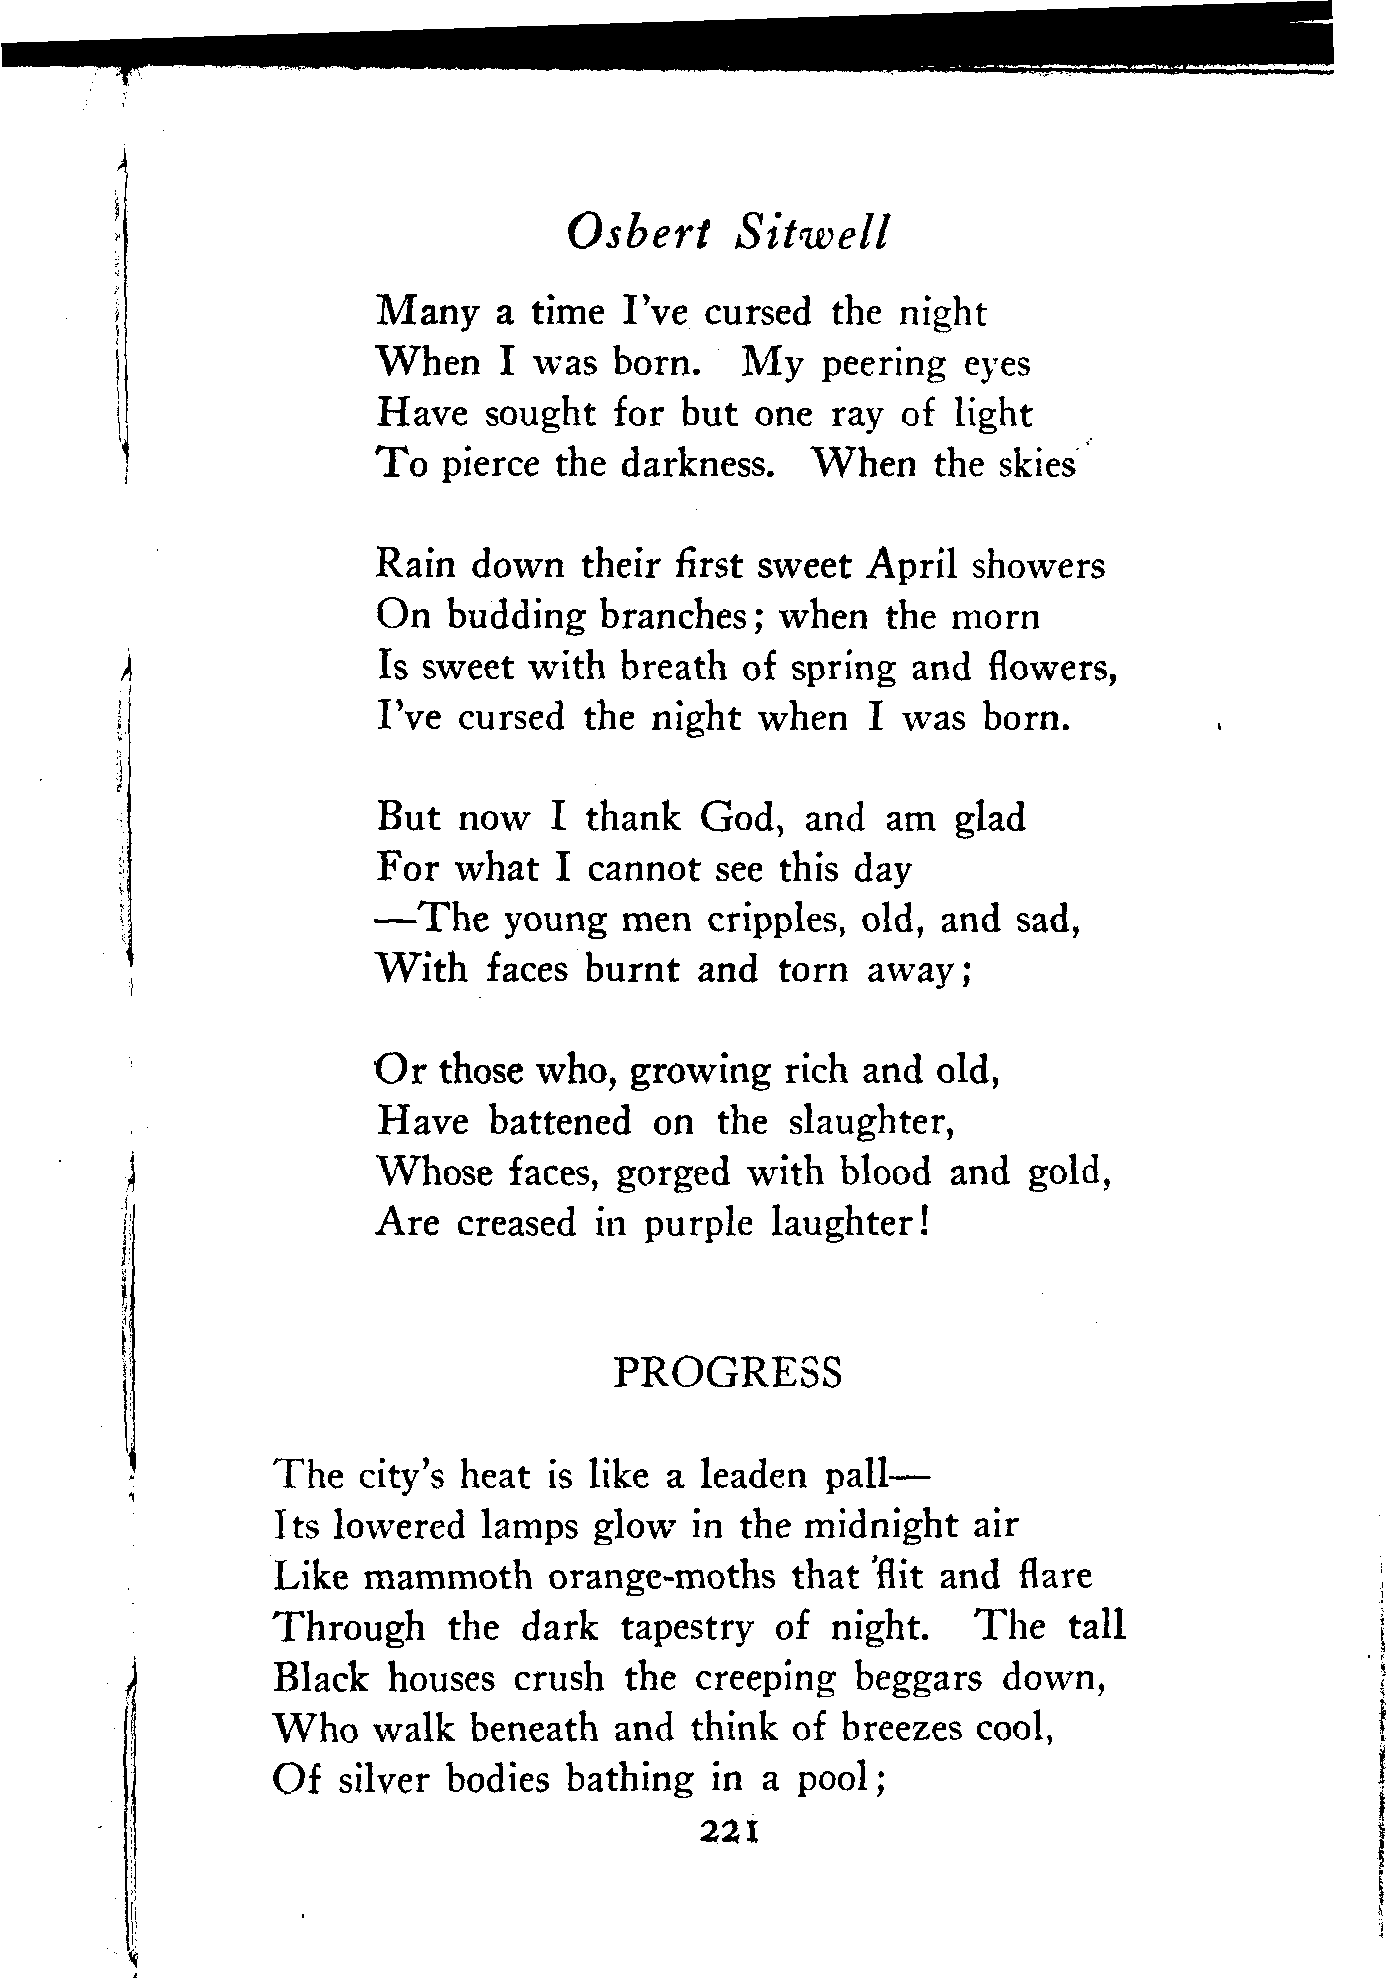 Osbert Sitwell
Many a time I've cursed the night
When I was born. My peering eyes
Have sought for but one ray of light
To pierce the darkness. When the skies
Rain down their first sweet April showers
On budding branches; when the morn
Is sweet with breath of spring and flowers,
I've cursed the night when I was born.
But now I thank God, and am glad
For what I cannot see this day
—The young men cripples, old, and sad,
With faces burnt and torn away;
Or those who, growing rich and old,
Have battened on the slaughter,
Whose faces, gorged with blood and gold,
Are creased in purple laughter!
PROGRESS
The city's heat is like a leaden pall—
Its lowered lamps glow in the midnight air
Like mammoth orange-moths that flit and flare
Through the dark tapestry of night. The tall
Black houses crush the creeping beggars down,
Who walk beneath and think of breezes cool,
Of silver bodies bathing in a pool;
221